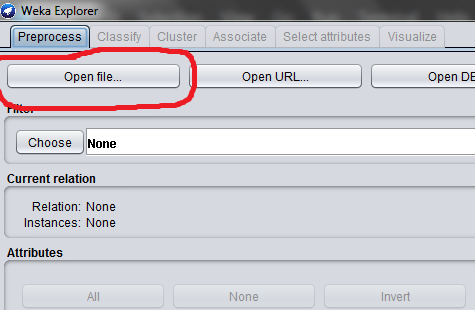 Weka Explorer
Preprocess Classify Cluster Associate Select attributes Visualize
Open file... Open URL... Open DE
Filter
Choose None
Current relation
Relation: None
Instances: None
Attributes
All None Invert